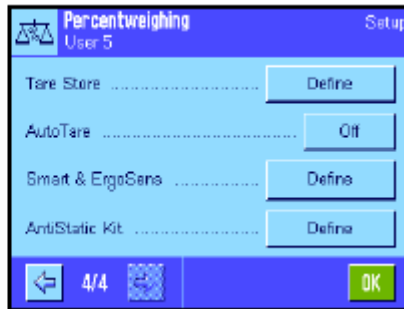 Percentweighing Setup
User 5
Tare Store .................... Define
AutoTare .................................. Off
Smart & ErgoSens .............. Define
AntiStatic Kit .................... Define
4/4 OK